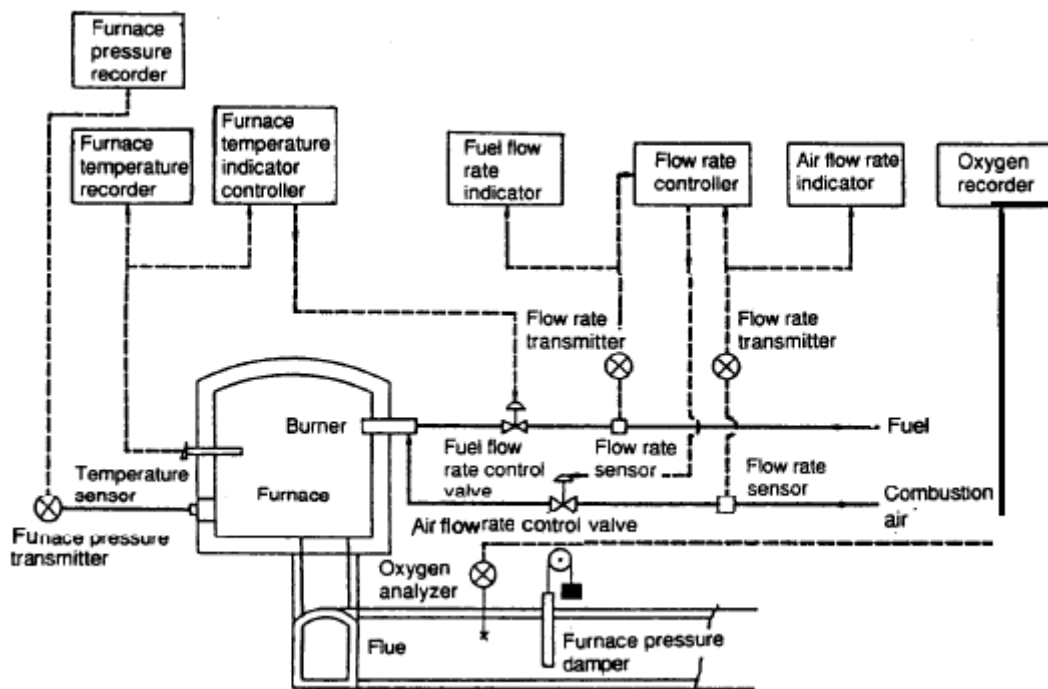 Furnace
pressure
recorder
Furnace
temperature
recorder
Furnace
temperature
indicator
controller
Fuel flow
rate
indicator
Flow rate
controller
Air flow rate
indicator
Oxygen
recorder
Flow rate
transmitter
Flow rate
transmitter
Burner
Fuel
Fuel flow
rate control
valve
Flow rate
sensor
Flow rate
sensor
Temperature
sensor
Furnace
Combustion
air
Air flow rate control valve
Furnace pressure
transmitter
Oxygen
analyzer
Flue
Furnace pressure
damper